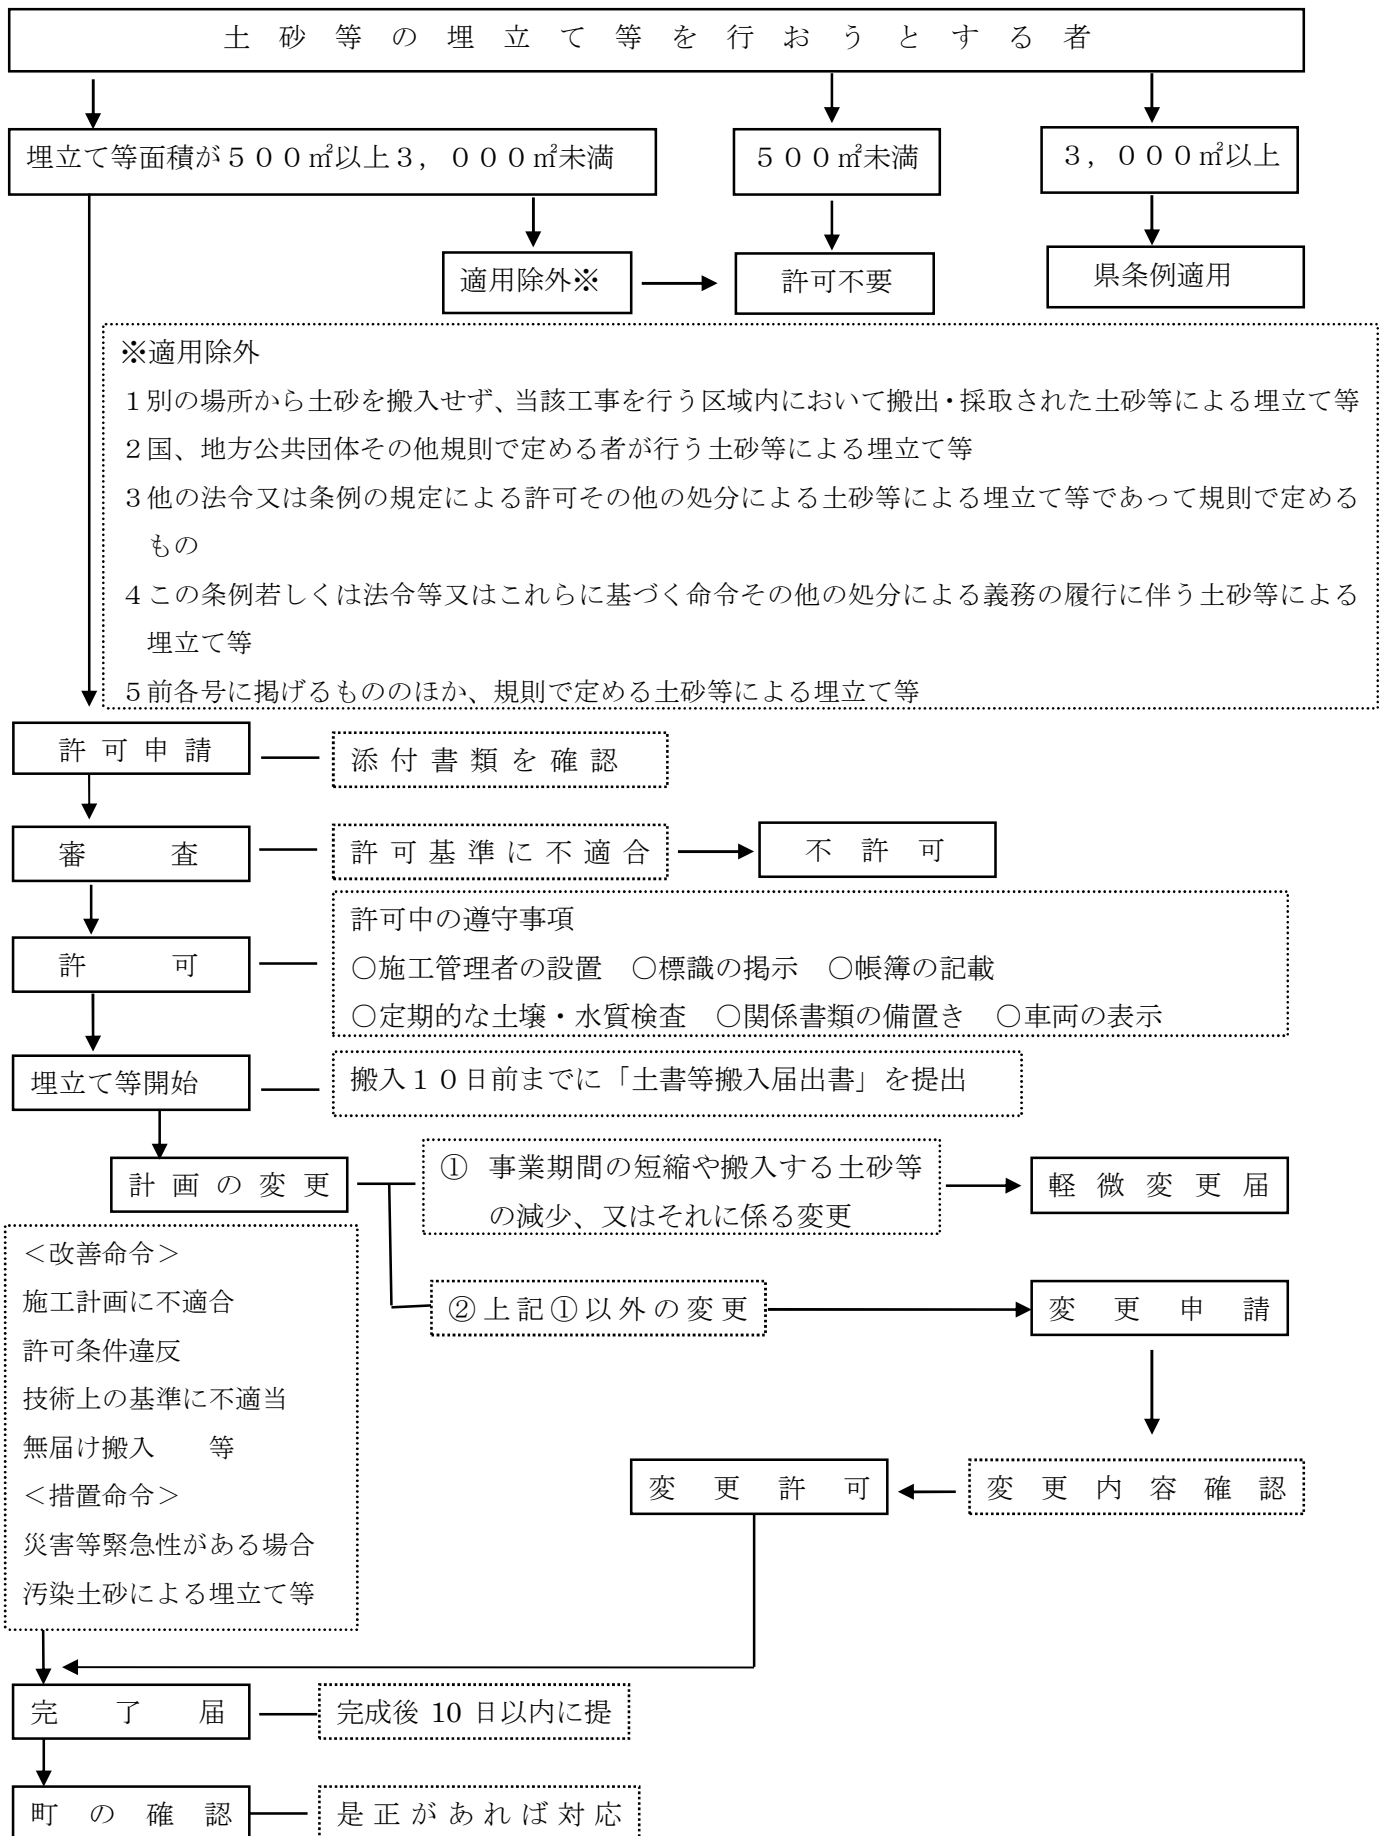 土砂等の埋立て等を行おうとする者
埋立て等面積が５００㎡以上３，０００㎡未満
５００㎡未満
３，０００㎡以上
適用除外※
許可不要
県条例適用
※適用除外
１別の場所から土砂を搬入せず、当該工事を行う区域内において搬出・採取された土砂等による埋立て等
２国、地方公共団体その他規則で定める者が行う土砂等による埋立て等
３他の法令又は条例の規定による許可その他の処分による土砂等による埋立て等であって規則で定める
もの
４この条例若しくは法令等又はこれらに基づく命令その他の処分による義務の履行に伴う土砂等による
埋立て等
５前各号に掲げるもののほか、規則で定める土砂等による埋立て等
許可申請
添付書類を確認
審査
許可基準に不適合
不許可
許可
許可中の遵守事項
○施工管理者の設置　○標識の掲示　○帳簿の記載
○定期的な土壌・水質検査　○関係書類の備置き　○車両の表示
埋立て等開始
搬入１０日前までに「土書等搬入届出書」を提出
計画の変更
①　事業期間の短縮や搬入する土砂等
の減少、又はそれに係る変更
軽微変更届
②上記①以外の変更
変更申請
＜改善命令＞
施工計画に不適合
許可条件違反
技術上の基準に不適当
無届け搬入　　等
＜措置命令＞
災害等緊急性がある場合
汚染土砂による埋立て等
変更許可
変更内容確認
完了届
完成後 10 日以内に提
町の確認
是正があれば対応